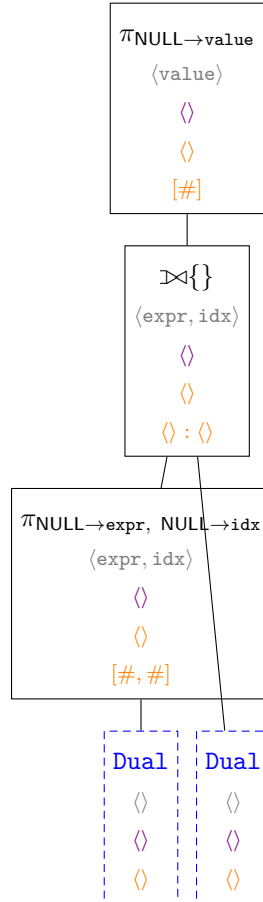 πNULL→value
⟨value⟩
⟨⟩
⟨⟩
[#]
⟕{}
⟨expr, idx⟩
⟨⟩
⟨⟩
⟨⟩ : ⟨⟩
πNULL→expr, NULL→idx
⟨expr, idx⟩
⟨⟩
⟨⟩
[#, #]
Dual
⟨⟩
⟨⟩
⟨⟩
Dual
⟨⟩
⟨⟩
⟨⟩